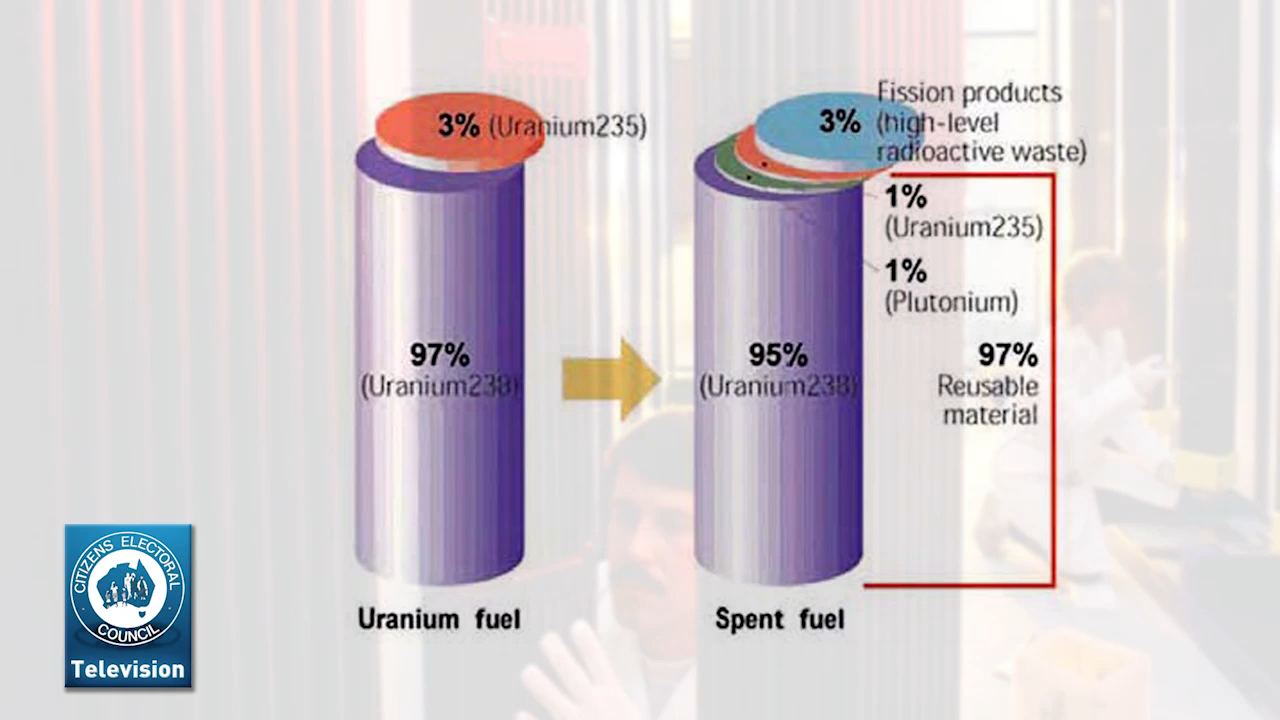 3% (Uranium235)
97%
(Uranium238)
Uranium fuel
3%
Fission products
(high-level
radioactive waste)
1%
(Uranium235)
1%
(Plutonium)
95%
(Uranium238)
97%
Reusable
material
Spent fuel
CITIZENS ELECTORAL
COUNCIL
Television